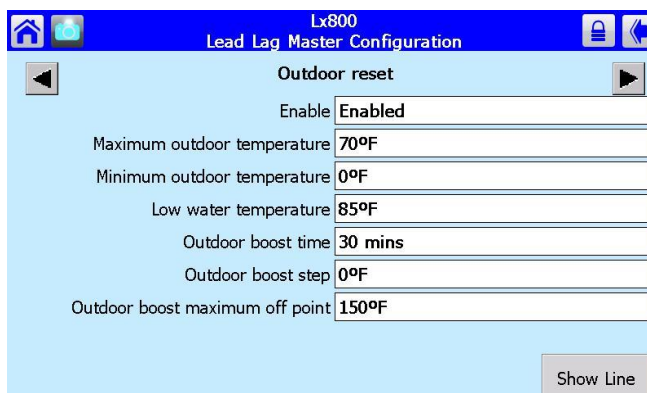 Lx800
Lead Lag Master Configuration
Outdoor reset
Enable Enabled
Maximum outdoor temperature 70ºF
Minimum outdoor temperature 0ºF
Low water temperature 85ºF
Outdoor boost time 30 mins
Outdoor boost step 0ºF
Outdoor boost maximum off point 150ºF
Show Line